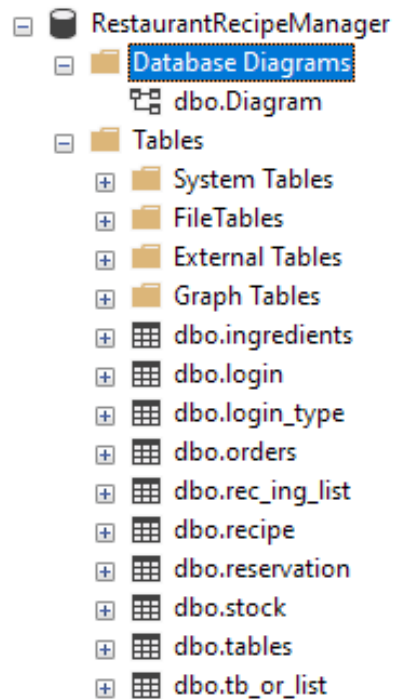 RestaurantRecipeManager
Database Diagrams
dbo.Diagram
Tables
System Tables
FileTables
External Tables
Graph Tables
dbo.ingredients
dbo.login
dbo.login_type
dbo.orders
dbo.rec_ing_list
dbo.recipe
dbo.reservation
dbo.stock
dbo.tables
dbo.tb_or_list